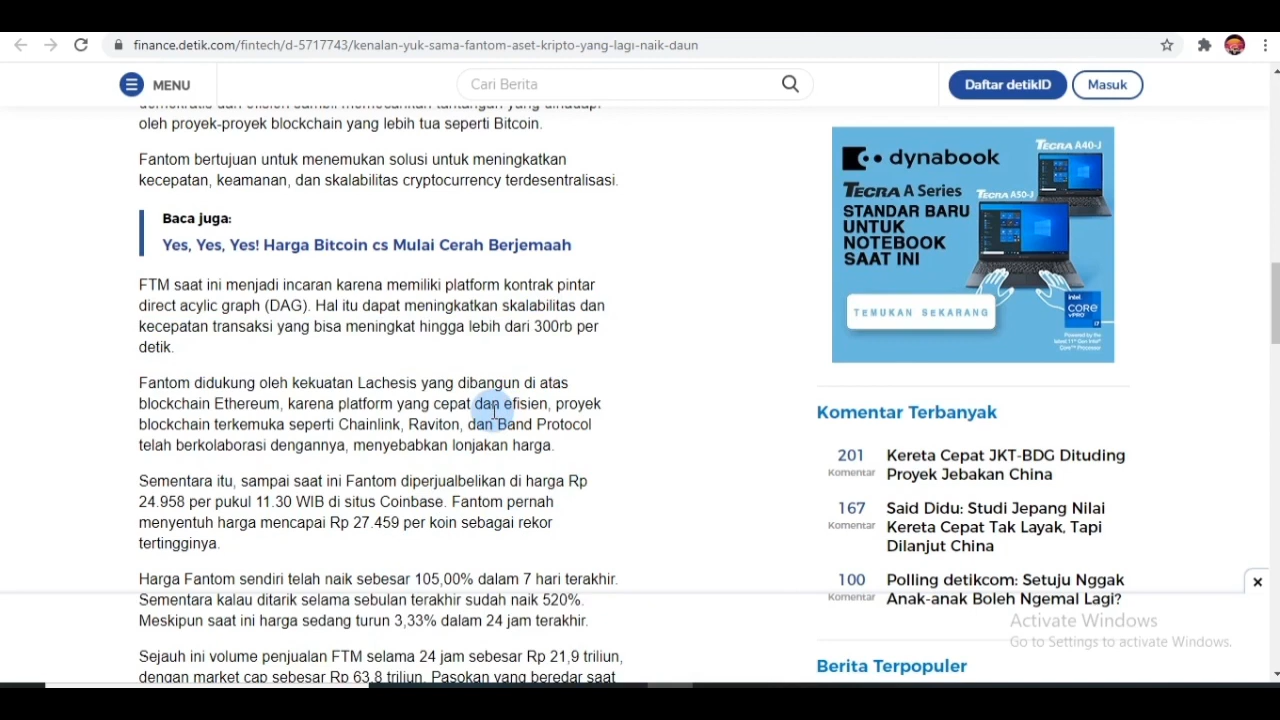 finance.detik.com/fintech/d-5717743/kenalan-yuk-sama-fantom-aset-kripto-yang-lagi-naik-daun
MENU
Cari Berita
Daftar detikID
Masuk
oleh proyek-proyek blockchain yang lebih tua seperti Bitcoin.
Fantom bertujuan untuk menemukan solusi untuk meningkatkan
kecepatan, keamanan, dan skalabilitas cryptocurrency terdesentralisasi.
Baca juga:
Yes, Yes, Yes! Harga Bitcoin cs Mulai Cerah Berjemaah
FTM saat ini menjadi incaran karena memiliki platform kontrak pintar
direct acylic graph (DAG). Hal itu dapat meningkatkan skalabilitas dan
kecepatan transaksi yang bisa meningkat hingga lebih dari 300rb per
detik.
Fantom didukung oleh kekuatan Lachesis yang dibangun di atas
blockchain Ethereum, karena platform yang cepat dan efisien, proyek
blockchain terkemuka seperti Chainlink, Raviton, dan Band Protocol
telah berkolaborasi dengannya, menyebabkan lonjakan harga.
Sementara itu, sampai saat ini Fantom diperjualbelikan di harga Rp
24.958 per pukul 11.30 WIB di situs Coinbase. Fantom pernah
menyentuh harga mencapai Rp 27.459 per koin sebagai rekor
tertingginya.
Harga Fantom sendiri telah naik sebesar 105,00% dalam 7 hari terakhir.
Sementara kalau ditarik selama sebulan terakhir sudah naik 520%.
Meskipun saat ini harga sedang turun 3,33% dalam 24 jam terakhir.
Sejauh ini volume penjualan FTM selama 24 jam sebesar Rp 21,9 triliun,
dengan market cap sebesar Rp 63,8 triliun. Pasokan yang beredar saat
dynabook
TECRA A40-J
TECRA A Series
TECRA A50-J
STANDAR BARU
UNTUK
NOTEBOOK
SAAT INI
TEMUKAN SEKARANG
intel
CORE
vPRO
i7
Powered by the
latest 11th Gen Intel
Core™ Processor
Komentar Terbanyak
201 Komentar
Kereta Cepat JKT-BDG Dituding
Proyek Jebakan China
167 Komentar
Said Didu: Studi Jepang Nilai
Kereta Cepat Tak Layak, Tapi
Dilanjut China
100 Komentar
Polling detikcom: Setuju Nggak
Anak-anak Boleh Ngemal Lagi?
Activate Windows
Go to Settings to activate Windows.
Berita Terpopuler